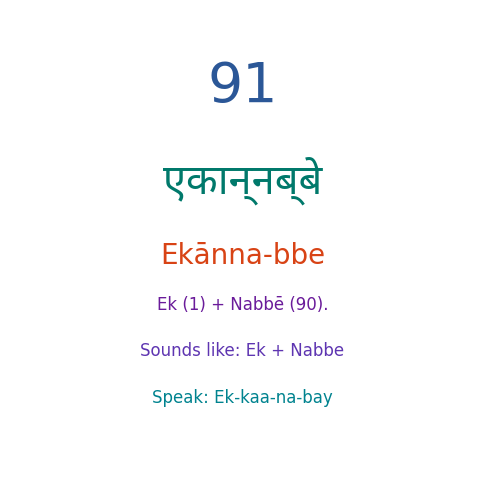 91
एकान्नब्बे
Ekānna-bbe
Ek (1) + Nabbē (90).
Sounds like: Ek + Nabbe
Speak: Ek-kaa-na-bay